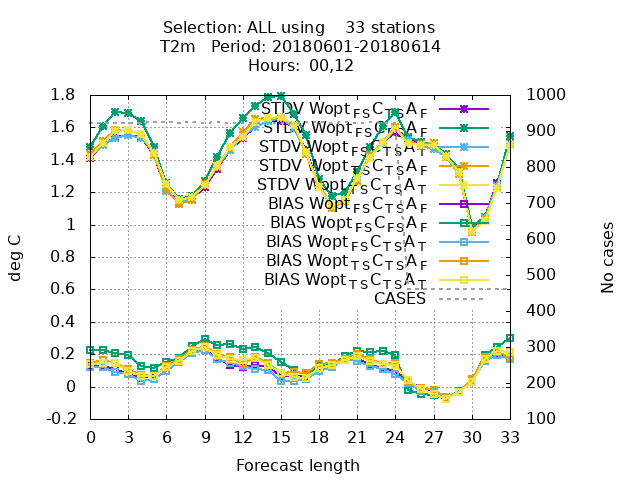 Selection: ALL using 33 stations
T2m Period: 20180601-20180614
Hours: 00,12
STDV Wopt_FS C_TS A_F
STDV Wopt_FS C_FS A_F
STDV Wopt_FS C_TS A_T
STDV Wopt_TS C_TS A_F
STDV Wopt_TS C_TS A_T
BIAS Wopt_FS C_TS A_F
BIAS Wopt_FS C_FS A_F
BIAS Wopt_FS C_TS A_T
BIAS Wopt_TS C_TS A_F
BIAS Wopt_TS C_TS A_T
CASES
1.8
1.6
1.4
1.2
1
0.8
0.6
0.4
0.2
0
-0.2
deg C
1000
900
800
700
600
500
400
300
200
100
No cases
0 3 6 9 12 15 18 21 24 27 30 33
Forecast length